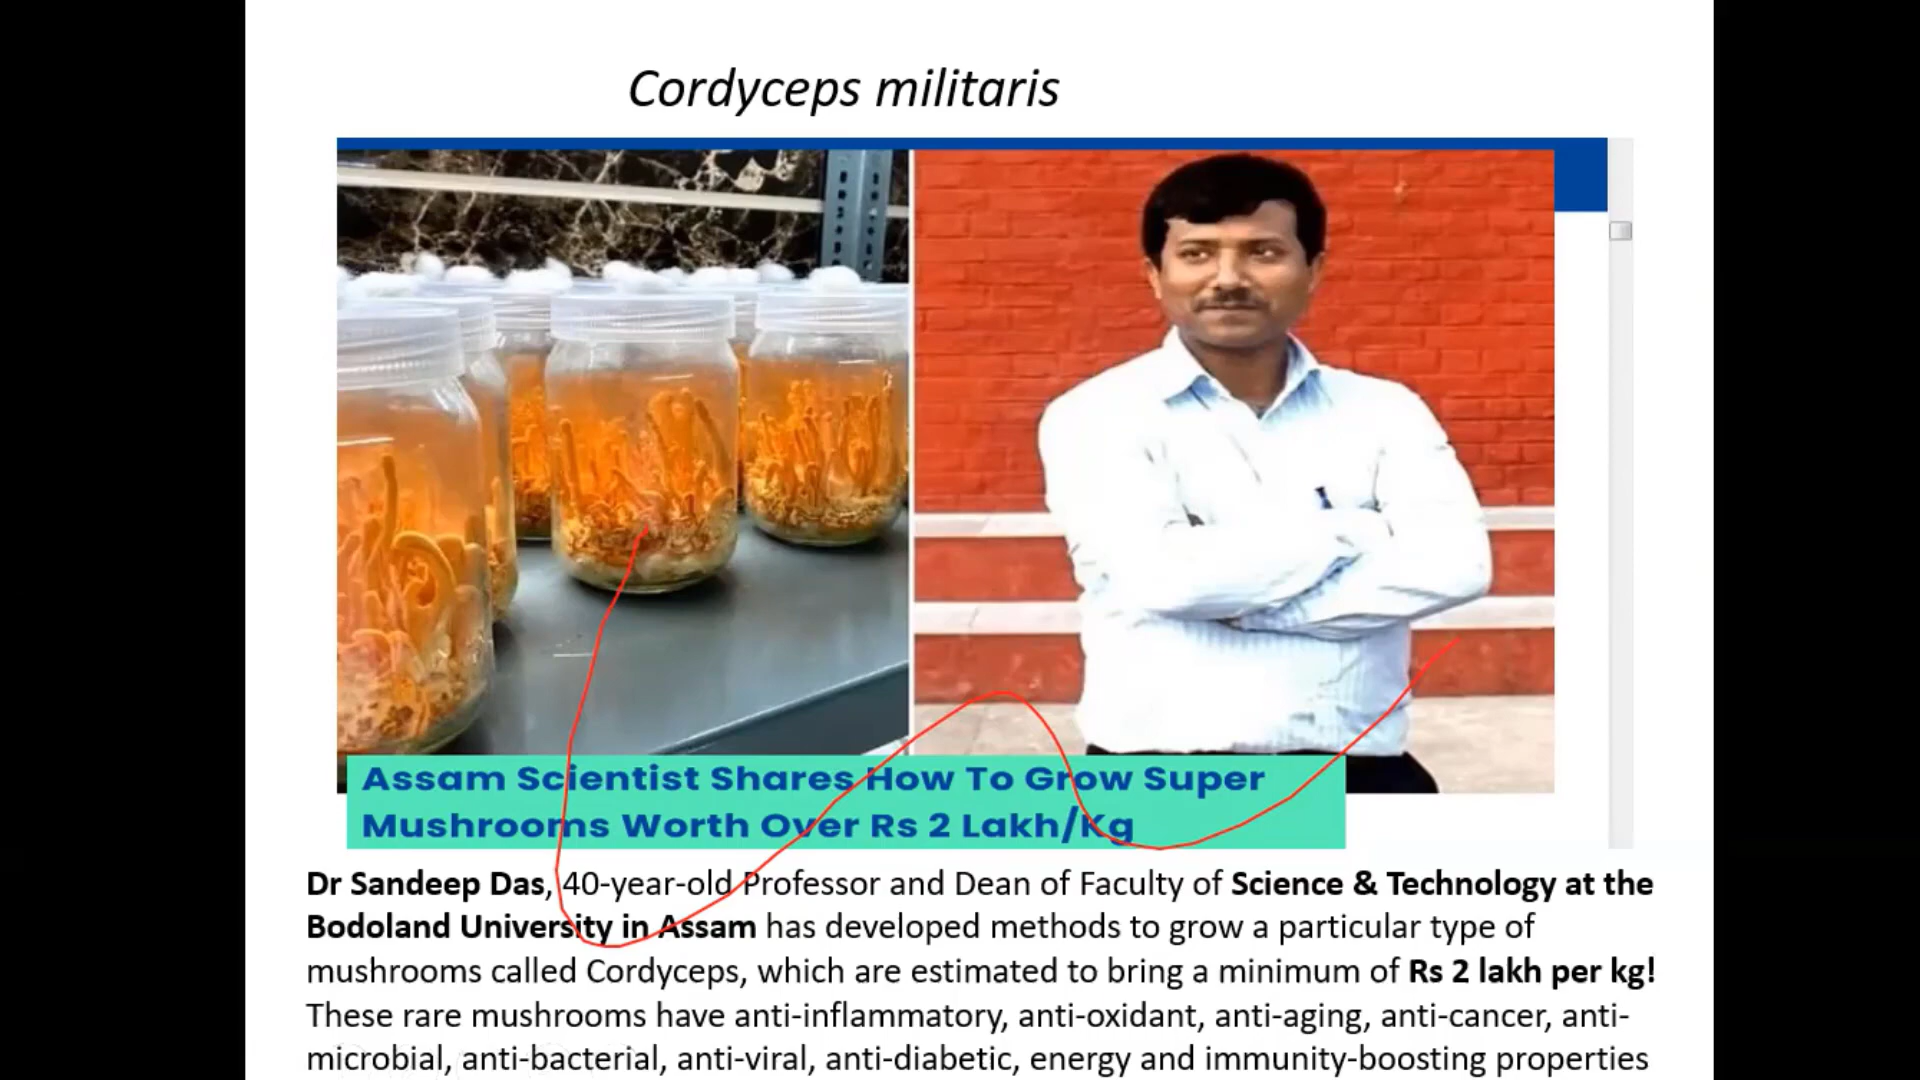 Cordyceps militaris
Assam Scientist Shares How To Grow Super
Mushrooms Worth Over Rs 2 Lakh/Kg
Dr Sandeep Das, 40-year-old Professor and Dean of Faculty of Science & Technology at the
Bodoland University in Assam has developed methods to grow a particular type of
mushrooms called Cordyceps, which are estimated to bring a minimum of Rs 2 lakh per kg!
These rare mushrooms have anti-inflammatory, anti-oxidant, anti-aging, anti-cancer, anti-
microbial, anti-bacterial, anti-viral, anti-diabetic, energy and immunity-boosting properties